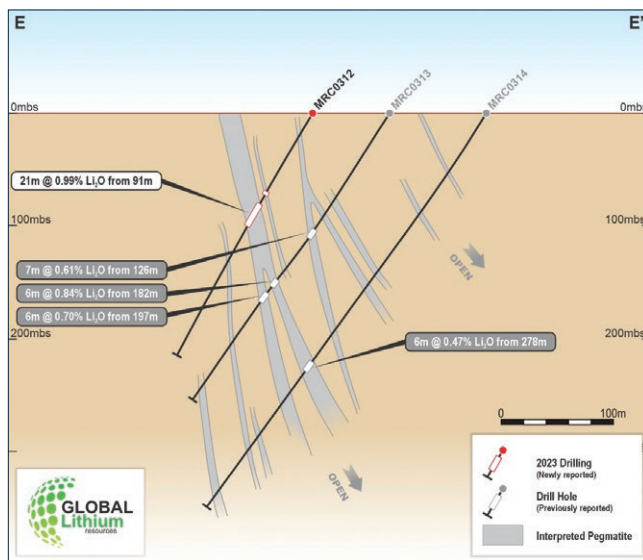 E
E'
MRC0312
MRC0313
MRC0314
0mbs
0mbs
21m @ 0.99% Li₂O from 91m
100mbs
100mbs
7m @ 0.61% Li₂O from 126m
6m @ 0.84% Li₂O from 182m
6m @ 0.70% Li₂O from 197m
OPEN
200mbs
200mbs
6m @ 0.47% Li₂O from 278m
0
100m
OPEN
2023 Drilling
(Newly reported)
Drill Hole
(Previously reported)
Interpreted Pegmatite
GLOBAL
Lithium
resources